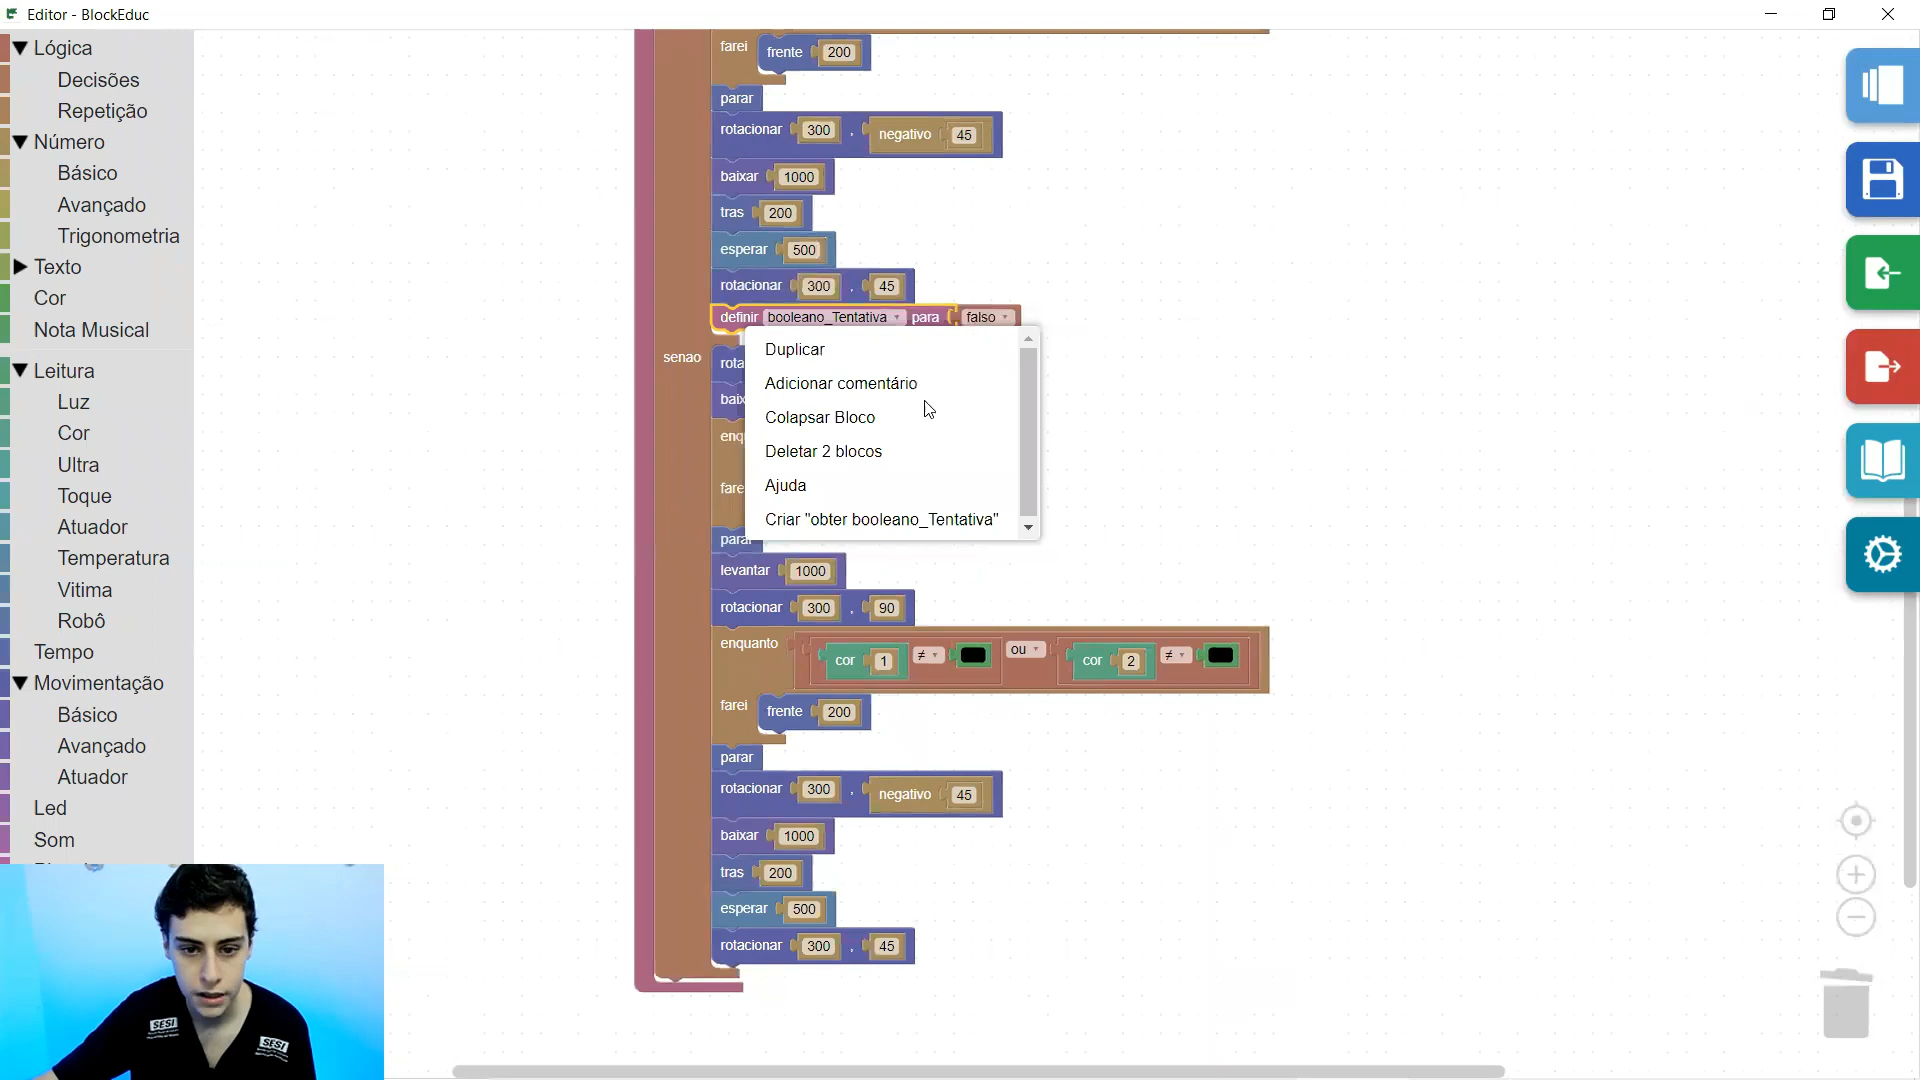 Editor - BlockEduc
Lógica
Decisões
Repetição
Número
Básico
Avançado
Trigonometria
Texto
Cor
Nota Musical
Leitura
Luz
Cor
Ultra
Toque
Atuador
Temperatura
Vitima
Robô
Tempo
Movimentação
Básico
Avançado
Atuador
Led
Som
farei frente 200
parar
rotacionar 300 , negativo 45
baixar 1000
tras 200
esperar 500
rotacionar 300 , 45
definir booleano_Tentativa para falso
Duplicar
Adicionar comentário
Colapsar Bloco
Deletar 2 blocos
Ajuda
Criar "obter booleano_Tentativa"
senao
parar
levantar 1000
rotacionar 300 , 90
enquanto cor 1 ≠ ou cor 2 ≠
farei frente 200
parar
rotacionar 300 , negativo 45
baixar 1000
tras 200
esperar 500
rotacionar 300 , 45
SESI
SESI